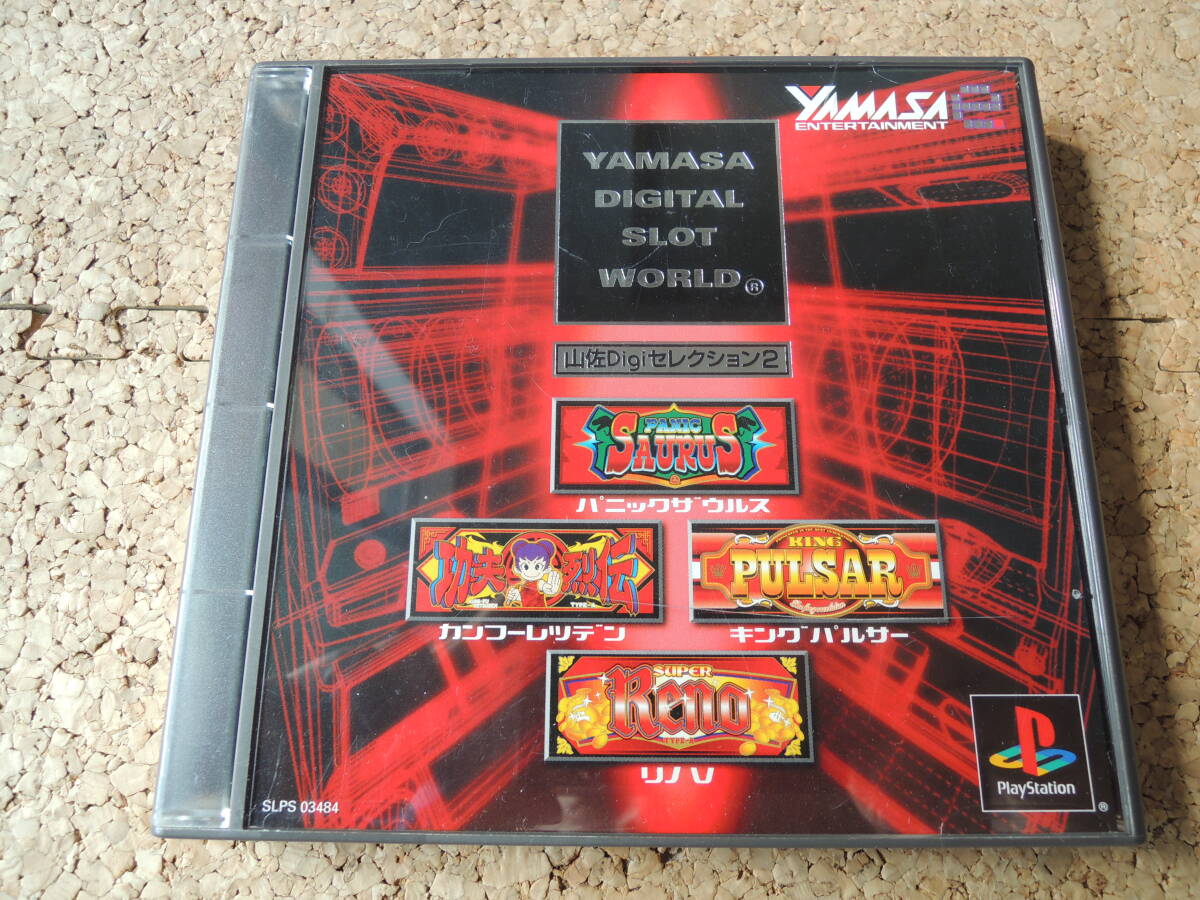 YAMASA
ENTERTAINMENT
YAMASA
DIGITAL
SLOT
WORLD®
山佐Digiセレクション2
PANIC
SAURUS
パニックザウルス
功夫烈伝
TYPE-A
カンフーレツデン
KING
PULSAR
キングパルサー
SUPER
Reno
TYPE-A
リノV
SLPS 03484
PlayStation
®